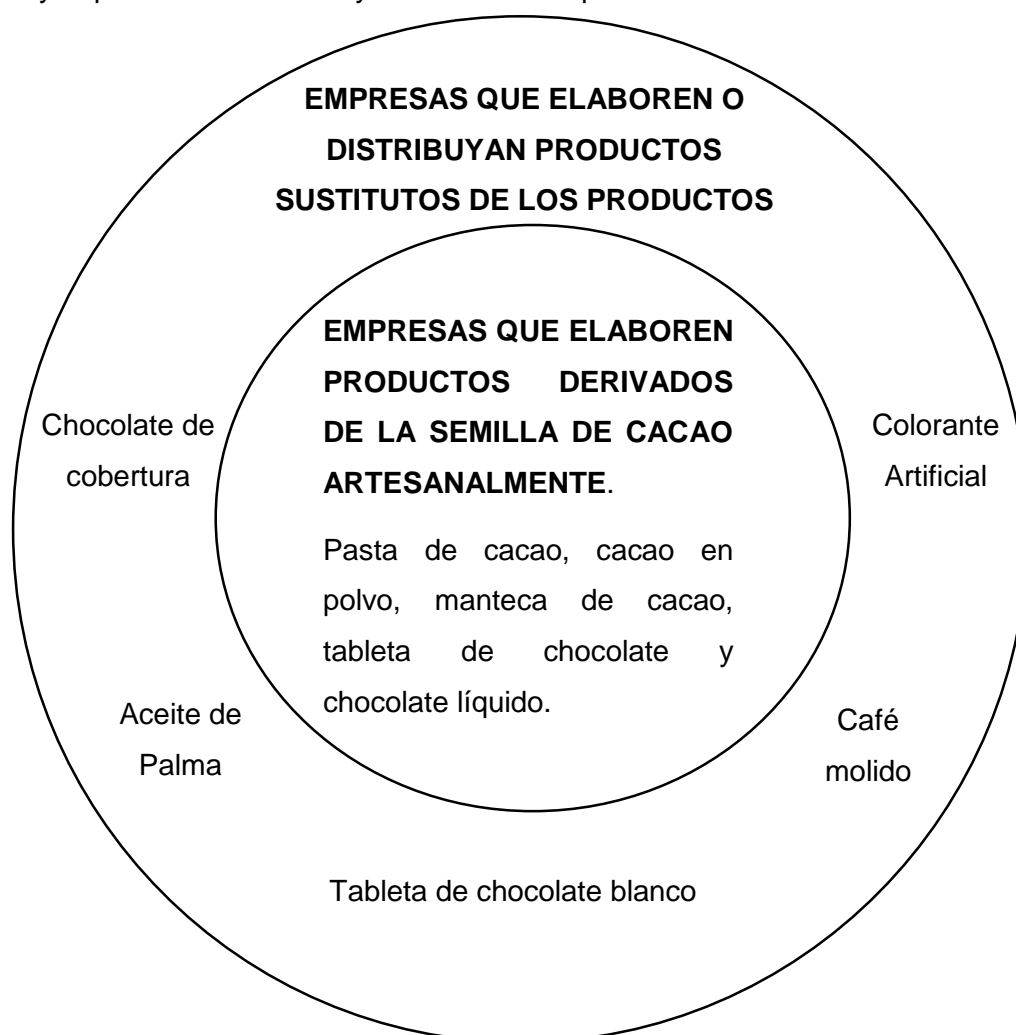 EMPRESAS QUE ELABOREN O
DISTRIBUYAN PRODUCTOS
SUSTITUTOS DE LOS PRODUCTOS
EMPRESAS QUE ELABOREN
PRODUCTOS DERIVADOS
DE LA SEMILLA DE CACAO
ARTESANALMENTE.
Pasta de cacao, cacao en
polvo, manteca de cacao,
tableta de chocolate y
chocolate líquido.
Chocolate de
cobertura
Colorante
Artificial
Aceite de
Palma
Café
molido
Tableta de chocolate blanco